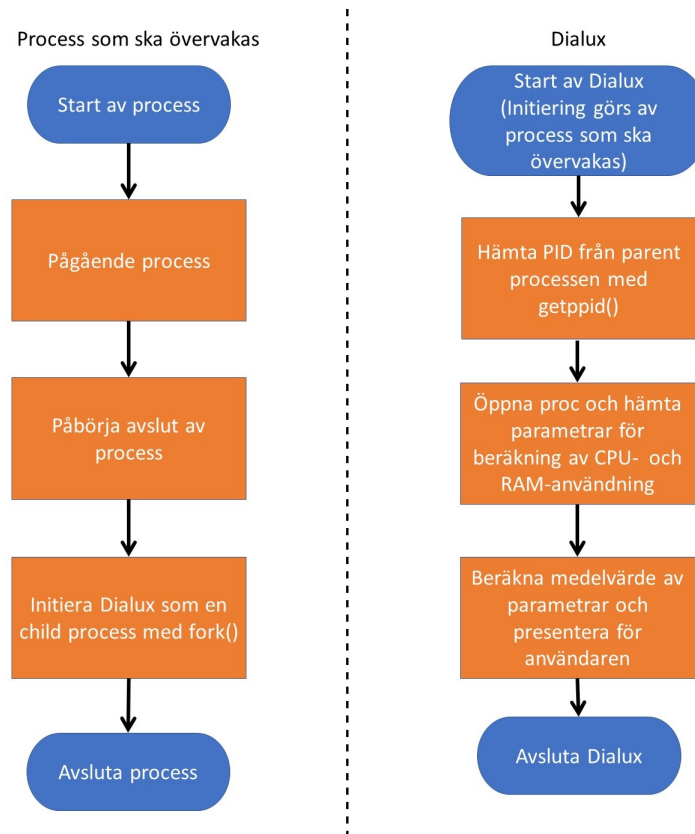 Process som ska övervakas
Start av process
Pågående process
Påbörja avslut av
process
Initiera Dialux som en
child process med fork()
Avsluta process
Dialux
Start av Dialux
(Initiering görs av
process som ska
övervakas)
Hämta PID från parent
processen med
getppid()
Öppna proc och hämta
parametrar för
beräkning av CPU- och
RAM-användning
Beräkna medelvärde av
parametrar och
presentera för
användaren
Avsluta Dialux